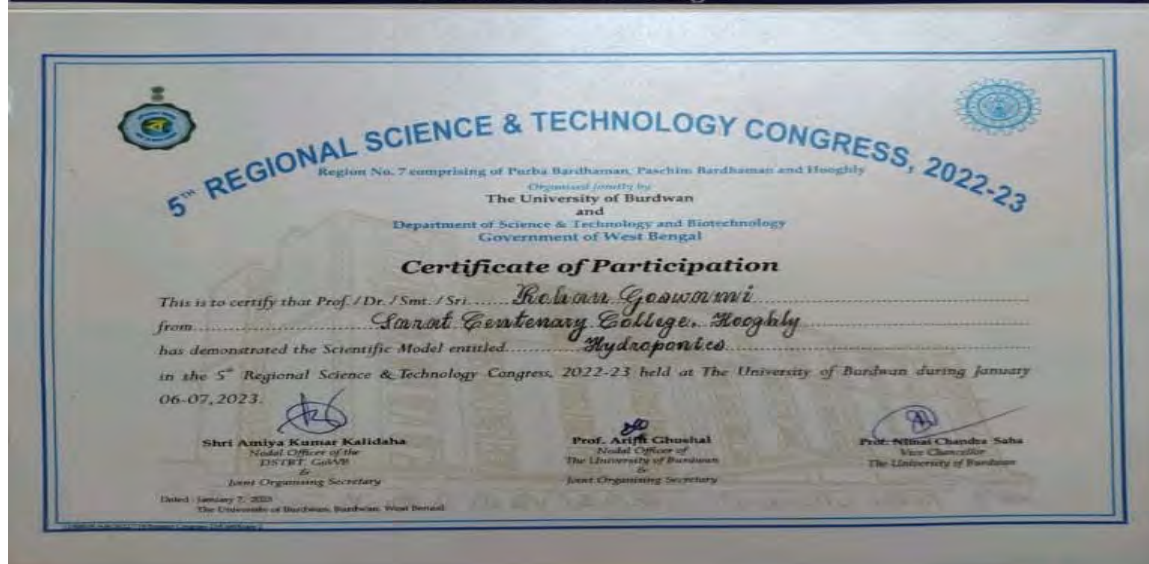 5TH REGIONAL SCIENCE & TECHNOLOGY CONGRESS, 2022-23
Region No. 7 comprising of Purba Bardhaman, Paschim Bardhaman and Hooghly
Organised jointly by
The University of Burdwan
and
Department of Science & Technology and Biotechnology
Government of West Bengal
Certificate of Participation
This is to certify that Prof. / Dr. / Smt. / Sri. Rohan Goswami
from Sarat Centenary College, Hooghly
has demonstrated the Scientific Model entitled Hydroponics
in the 5th Regional Science & Technology Congress, 2022-23 held at The University of Burdwan during January
06-07, 2023.
Shri Amiya Kumar Kalidaha Prof. Arijit Ghoshal Prof. Nimai Chandra Saha
Nodal Officer of the Nodal Officer of Vice Chancellor
DSTBT, GoWB The University of Burdwan The University of Burdwan
& &
Joint Organising Secretary Joint Organising Secretary
Dated : January 7, 2023
The University of Burdwan, Burdwan, West Bengal